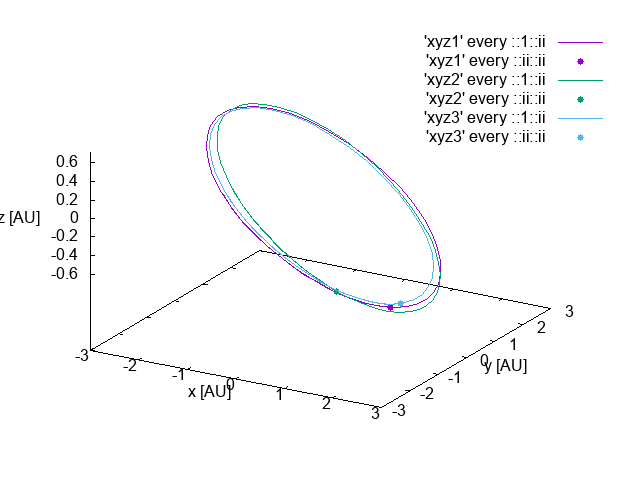 'xyz1' every ::1::ii
'xyz1' every ::ii::ii
'xyz2' every ::1::ii
'xyz2' every ::ii::ii
'xyz3' every ::1::ii
'xyz3' every ::ii::ii
0.6
0.4
0.2
0
-0.2
-0.4
-0.6
z [AU]
-3
-2
-1
0
1
2
3
x [AU]
-3
-2
-1
0
1
2
3
y [AU]